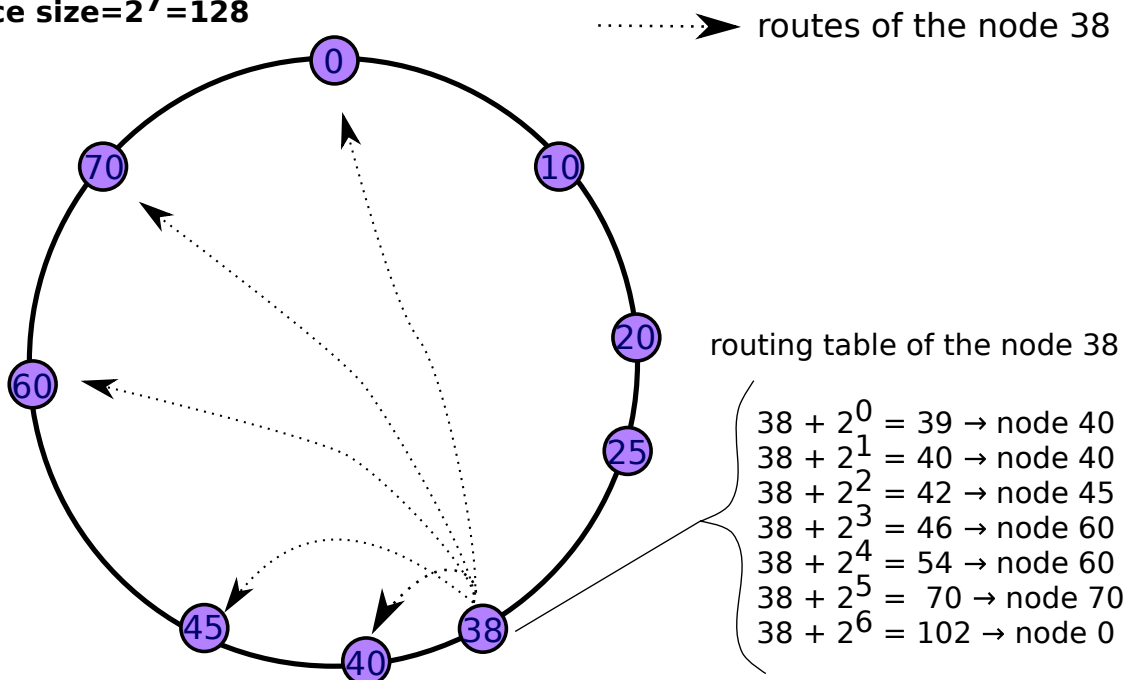 size=2⁷=128
routes of the node 38
0
70
10
20
routing table of the node 38
60
38 + 2⁰ = 39 → node 40
38 + 2¹ = 40 → node 40
25
38 + 2² = 42 → node 45
38 + 2³ = 46 → node 60
38 + 2⁴ = 54 → node 60
38 + 2⁵ = 70 → node 70
38 + 2⁶ = 102 → node 0
45
38
40